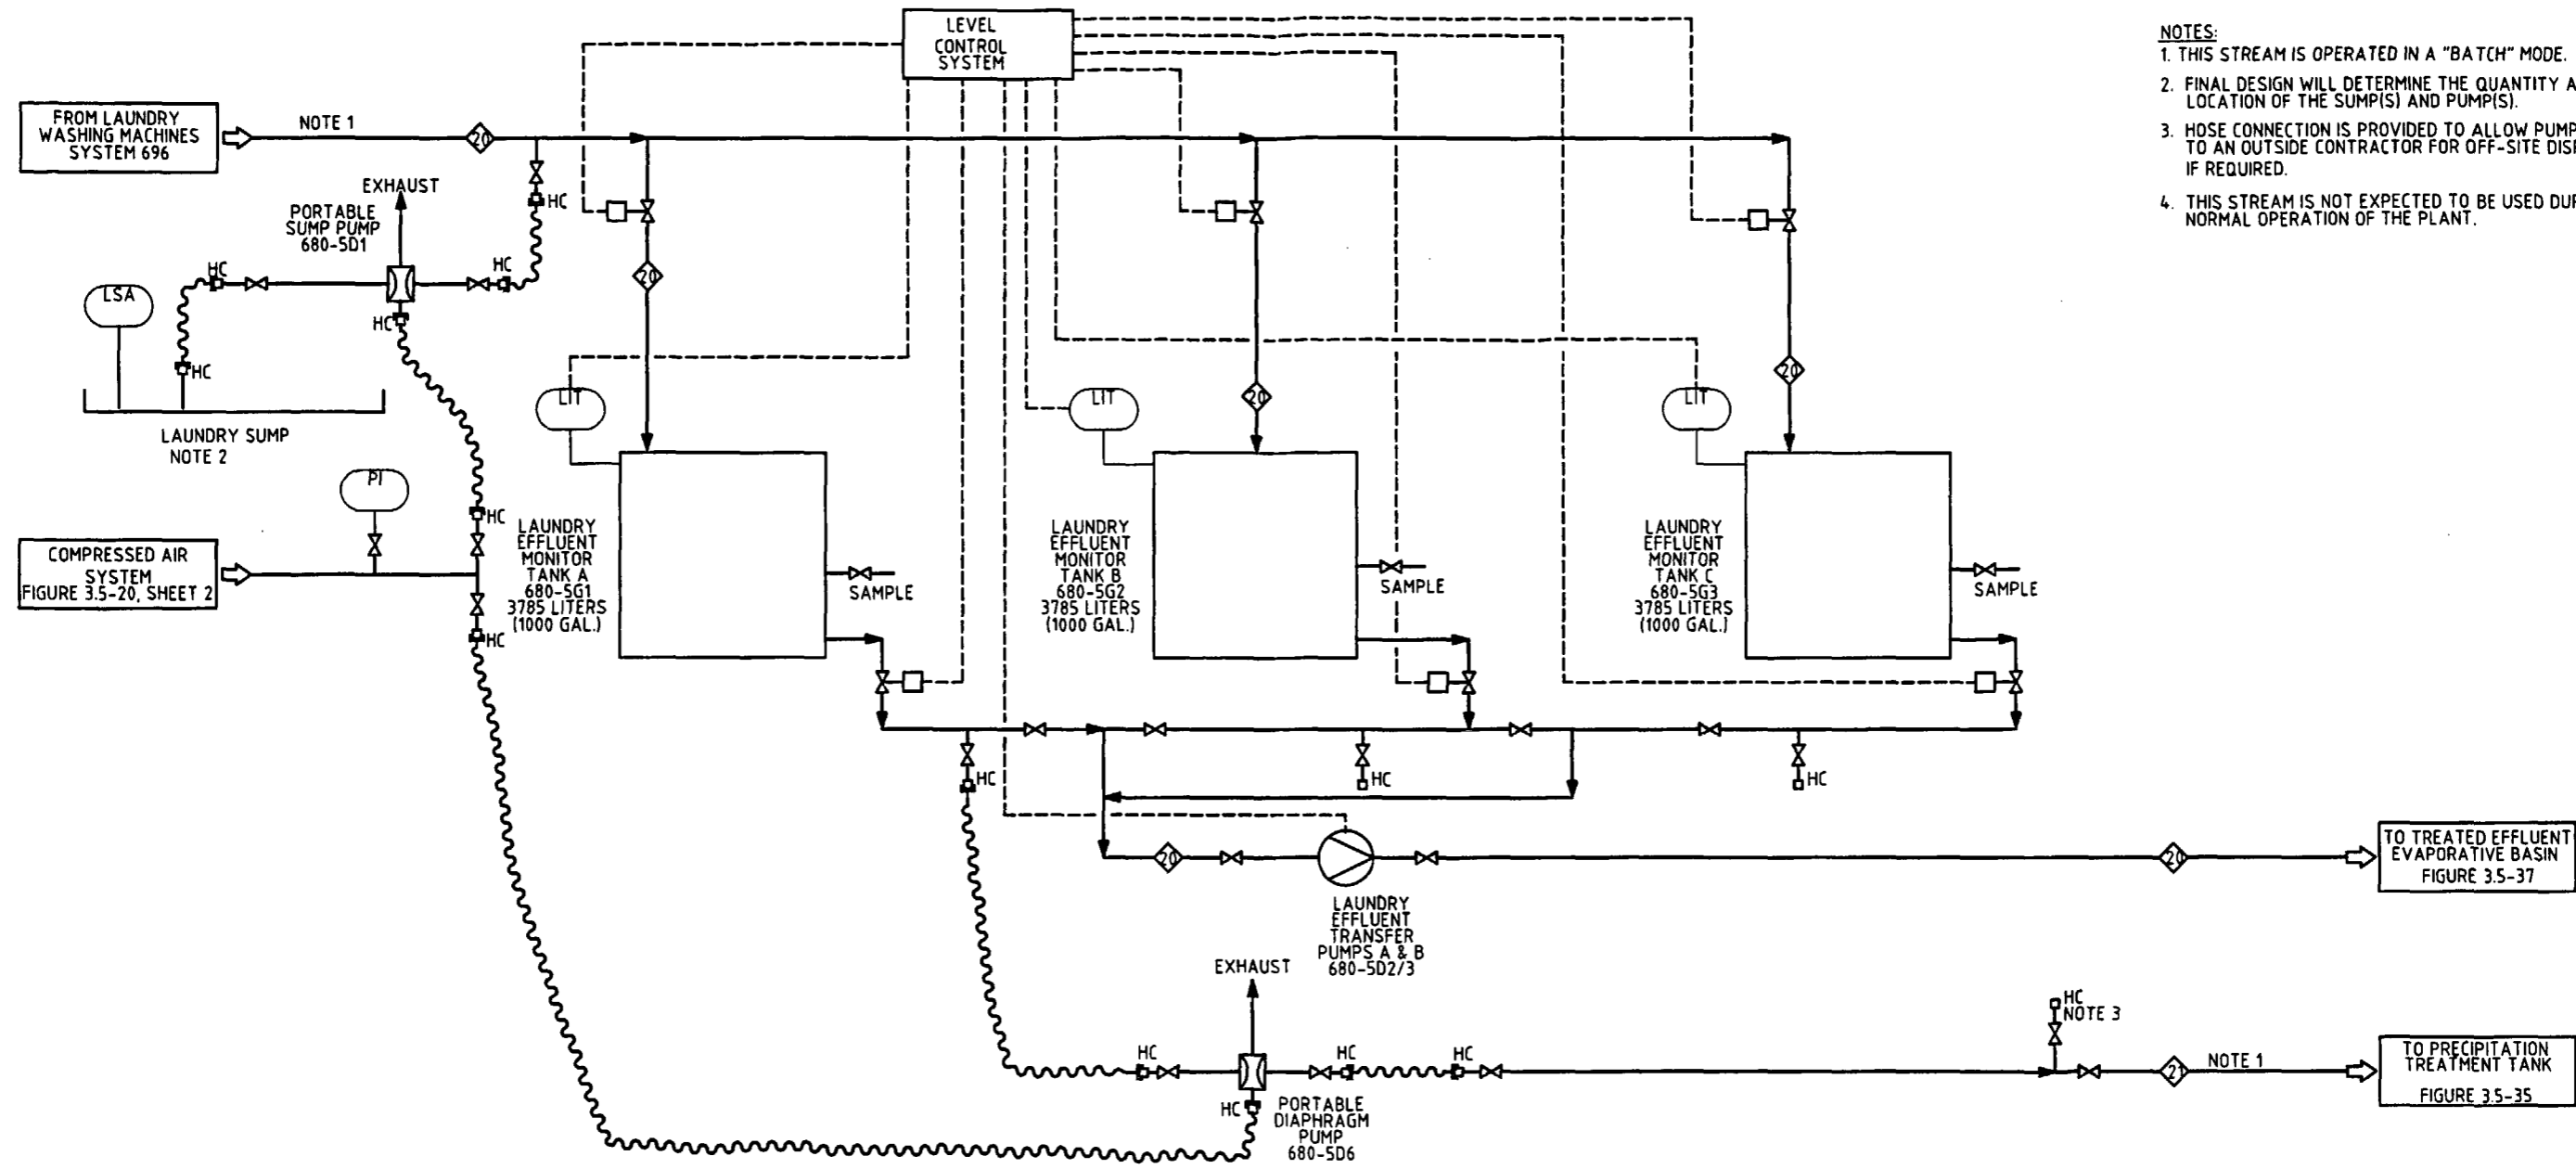 LEVEL
CONTROL
SYSTEM
NOTES:
1. THIS STREAM IS OPERATED IN A "BATCH" MODE.
2. FINAL DESIGN WILL DETERMINE THE QUANTITY A
LOCATION OF THE SUMP(S) AND PUMP(S).
3. HOSE CONNECTION IS PROVIDED TO ALLOW PUMP
TO AN OUTSIDE CONTRACTOR FOR OFF-SITE DISP
IF REQUIRED.
4. THIS STREAM IS NOT EXPECTED TO BE USED DUR
NORMAL OPERATION OF THE PLANT.
FROM LAUNDRY
WASHING MACHINES
SYSTEM 696
NOTE 1
20
HC
EXHAUST
PORTABLE
SUMP PUMP
680-5D1
HC
HC
HC
LSA
HC
LAUNDRY SUMP
NOTE 2
20
20
20
LIT
LIT
LIT
PI
HC
COMPRESSED AIR
SYSTEM
FIGURE 3.5-20, SHEET 2
HC
LAUNDRY
EFFLUENT
MONITOR
TANK A
680-5G1
3785 LITERS
(1000 GAL.)
SAMPLE
LAUNDRY
EFFLUENT
MONITOR
TANK B
680-5G2
3785 LITERS
(1000 GAL.)
SAMPLE
LAUNDRY
EFFLUENT
MONITOR
TANK C
680-5G3
3785 LITERS
(1000 GAL.)
SAMPLE
HC
HC
HC
20
LAUNDRY
EFFLUENT
TRANSFER
PUMPS A & B
680-5D2/3
20
TO TREATED EFFLUENT
EVAPORATIVE BASIN
FIGURE 3.5-37
EXHAUST
HC
HC
HC
HC
PORTABLE
DIAPHRAGM
PUMP
680-5D6
HC
NOTE 3
21
NOTE 1
TO PRECIPITATION
TREATMENT TANK
FIGURE 3.5-35